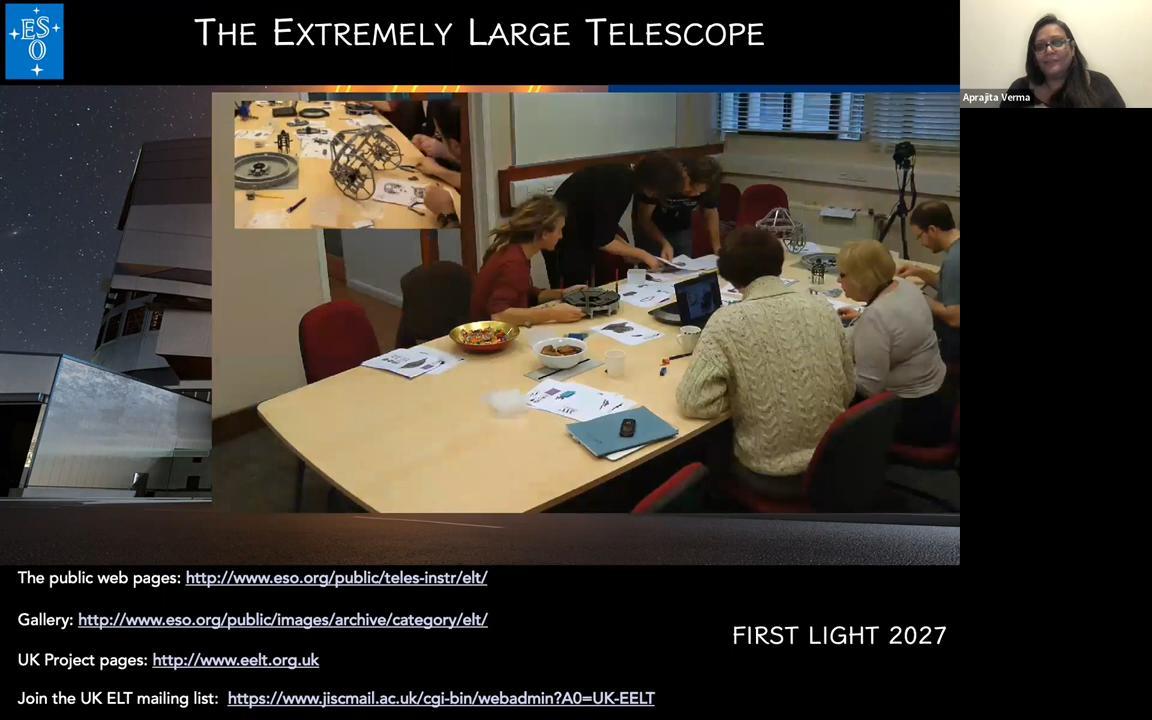 ESO
THE EXTREMELY LARGE TELESCOPE
Aprajita Verma
The public web pages: http://www.eso.org/public/teles-instr/elt/
Gallery: http://www.eso.org/public/images/archive/category/elt/
FIRST LIGHT 2027
UK Project pages: http://www.eelt.org.uk
Join the UK ELT mailing list: https://www.jiscmail.ac.uk/cgi-bin/webadmin?A0=UK-EELT